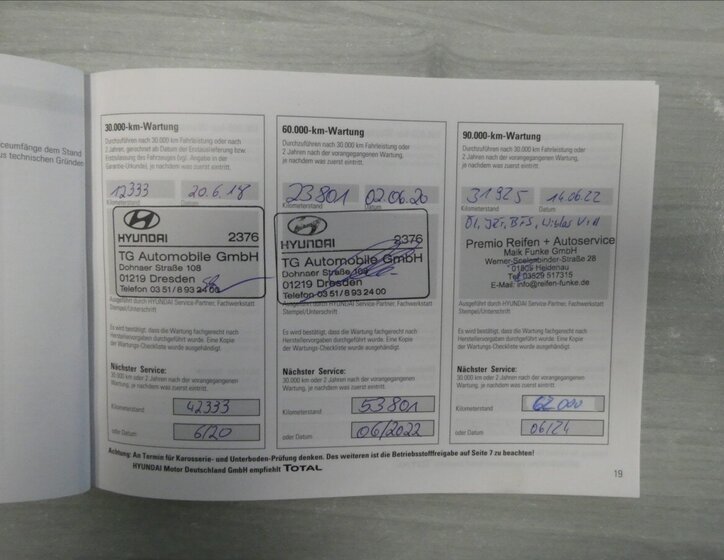 ceumfänge dem Stand
us technischen Gründen
30.000-km-Wartung
Durchzuführen nach 30.000 km Fahrleistung oder nach
2 Jahren, gerechnet ab Datum der Erstauslieferung bzw.
Erstzulassung des Fahrzeuges (vgl. Angabe in der
Garantie-Urkunde), je nachdem was zuerst eintritt.
12333 20.6.18
Kilometerstand Datum
HYUNDAI 2376
TG Automobile GmbH
Dohnaer Straße 108
01219 Dresden
Telefon 03 51/8 93 24 00
Ausgeführt durch HYUNDAI Service-Partner, Fachwerkstatt
Stempel/Unterschrift
Es wird bestätigt, dass die Wartung fachgerecht nach
Herstellervorgaben durchgeführt wurde. Eine Kopie
der Wartungs-Checkliste wurde ausgehändigt.
Nächster Service:
30.000 km oder 2 Jahren nach der vorangegangenen
Wartung, je nachdem was zuerst eintritt.
Kilometerstand 42333
oder Datum 6/20
60.000-km-Wartung
Durchzuführen nach 30.000 km Fahrleistung oder
2 Jahren nach der vorangegangenen Wartung,
je nachdem was zuerst eintritt.
23801 02.06.20
Kilometerstand Datum
HYUNDAI 2376
TG Automobile GmbH
Dohnaer Straße 108
01219 Dresden
Telefon 03 51/8 93 24 00
Ausgeführt durch HYUNDAI Service-Partner, Fachwerkstatt
Stempel/Unterschrift
Es wird bestätigt, dass die Wartung fachgerecht nach
Herstellervorgaben durchgeführt wurde. Eine Kopie
der Wartungs-Checkliste wurde ausgehändigt.
Nächster Service:
30.000 km oder 2 Jahren nach der vorangegangenen
Wartung, je nachdem was zuerst eintritt.
Kilometerstand 53801
oder Datum 06/2022
90.000-km-Wartung
Durchzuführen nach 30.000 km Fahrleistung oder
2 Jahren nach der vorangegangenen Wartung,
je nachdem was zuerst eintritt.
31925 14.06.22
Kilometerstand Datum
Premio Reifen + Autoservice
Maik Funke GmbH
Werner-Seelenbinder-Straße 28
01809 Heidenau
Tel 03529 517315
E-Mail: info@reifen-funke.de
Ausgeführt durch HYUNDAI Service-Partner, Fachwerkstatt
Stempel/Unterschrift
Es wird bestätigt, dass die Wartung fachgerecht nach
Herstellervorgaben durchgeführt wurde. Eine Kopie
der Wartungs-Checkliste wurde ausgehändigt.
Nächster Service:
30.000 km oder 2 Jahren nach der vorangegangenen
Wartung, je nachdem was zuerst eintritt.
Kilometerstand 62 000
oder Datum 06/24
Achtung: An Termine für Karosserie- und Unterboden-Prüfung denken. Des weiteren ist die Betriebsstofffreigabe auf Seite 7 zu beachten!
HYUNDAI Motor Deutschland GmbH empfiehlt TOTAL
19